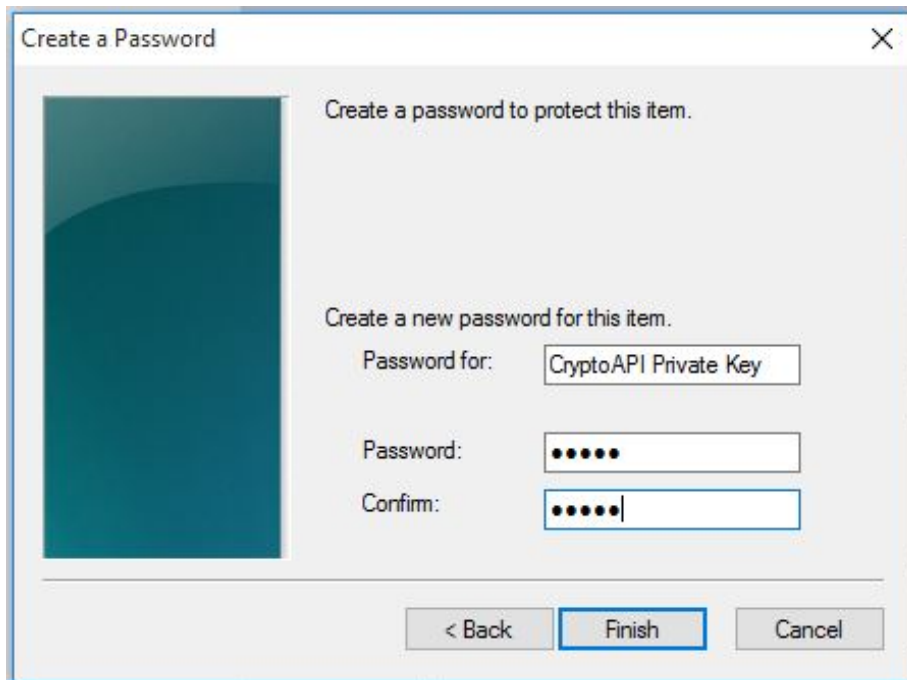 Create a Password
Create a password to protect this item.
Create a new password for this item.
Password for: CryptoAPI Private Key
Password: •••••
Confirm: •••••
< Back Finish Cancel